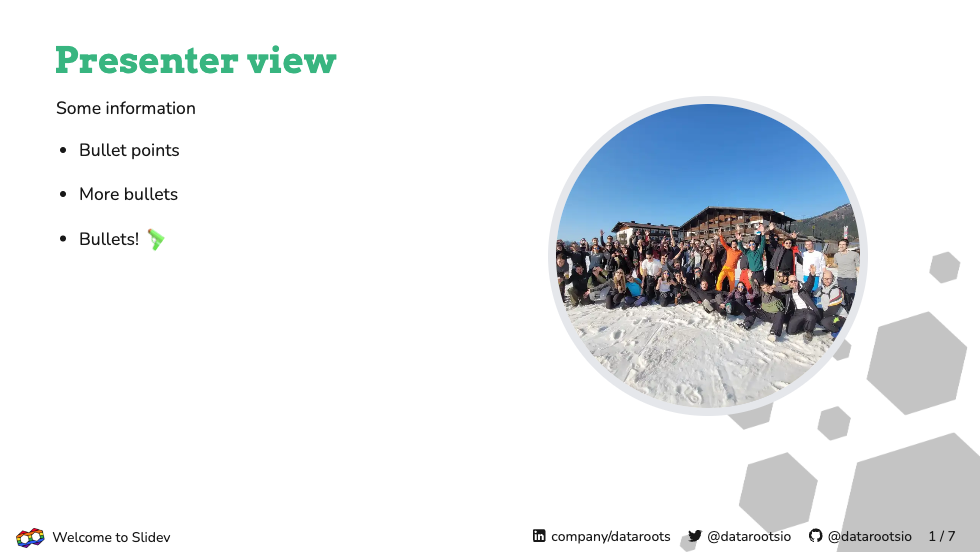 Presenter view
Some information
Bullet points
More bullets
Bullets!
Welcome to Slidev
company/dataroots @datarootsio @datarootsio 1 / 7